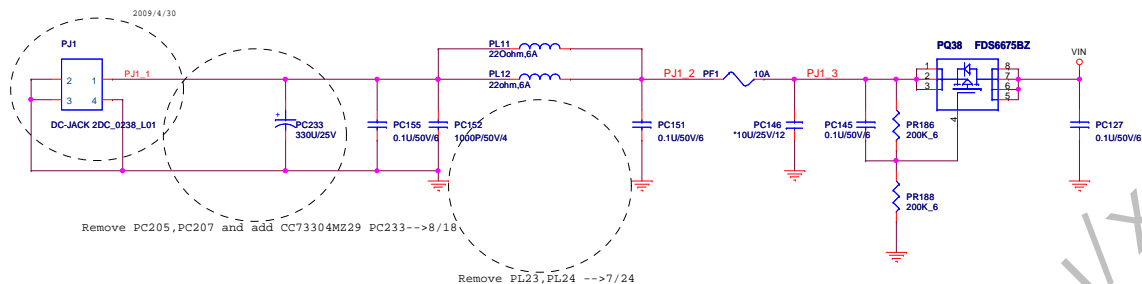 2009/4/30
PJ1
2
1
3
4
PJ1_1
DC-JACK 2DC_0238_L01
+
PC233
330U/25V
PC155
0.1U/50V/6
PC152
1000P/50V/4
PL11
22Oohm,6A
PL12
22ohm,6A
PJ1_2
PF1
10A
PJ1_3
PC151
0.1U/50V/6
PC146
*10U/25V/12
PC145
0.1U/50V/6
PR186
200K_6
PR188
200K_6
PQ38 FDS6675BZ
1
2
3
8
7
6
5
4
VIN
PC127
0.1U/50V/6
Remove PC205,PC207 and add CC73304MZ29 PC233-->8/18
Remove PL23,PL24 -->7/24